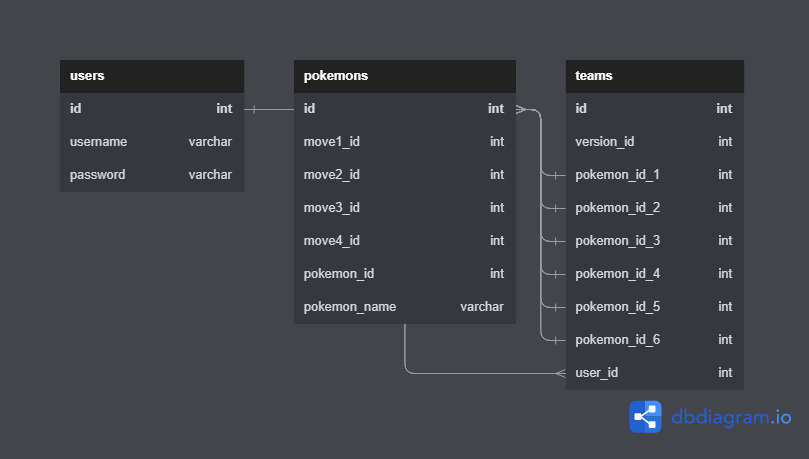 users
id int
username varchar
password varchar
pokemons
id int
move1_id int
move2_id int
move3_id int
move4_id int
pokemon_id int
pokemon_name varchar
teams
id int
version_id int
pokemon_id_1 int
pokemon_id_2 int
pokemon_id_3 int
pokemon_id_4 int
pokemon_id_5 int
pokemon_id_6 int
user_id int
dbdiagram.io